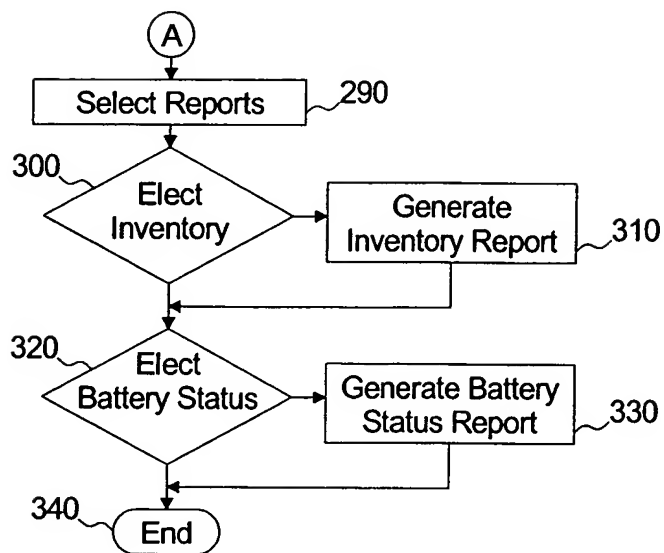 A
Select Reports
290
300
Elect
Inventory
Generate
Inventory Report
310
320
Elect
Battery Status
Generate Battery
Status Report
330
340
End